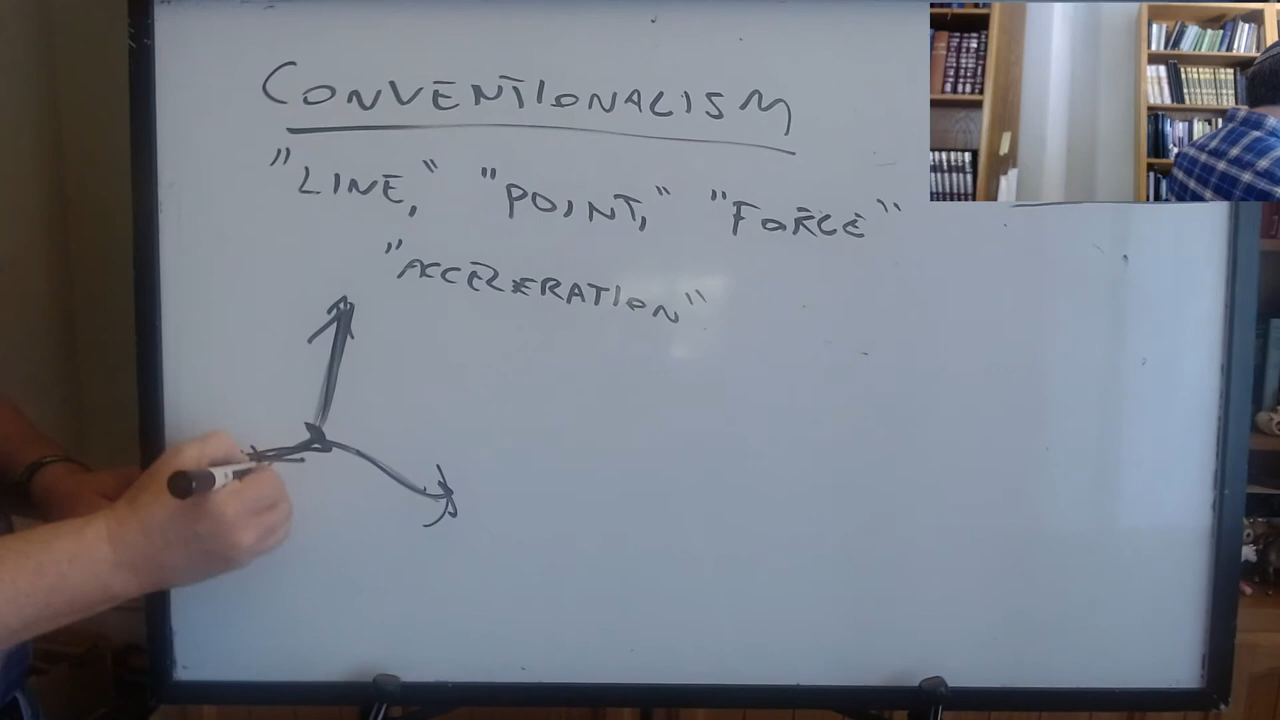 CONVENTIONALISM
"LINE," "POINT," "FORCE"
"ACCELERATION"